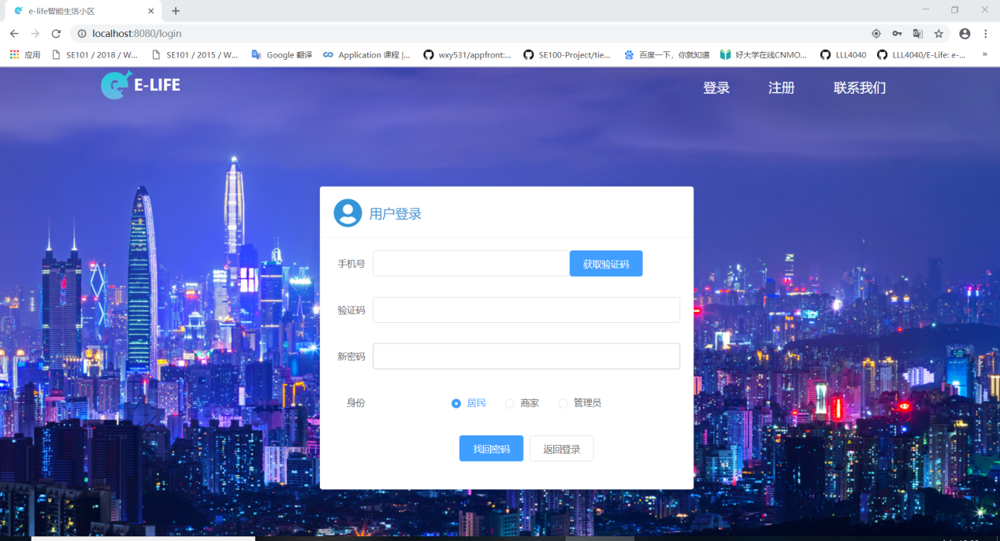 e-life智能生活小区
localhost:8080/login
应用 SE101 / 2018 / W... SE101 / 2015 / W... Google 翻译 Application 课程 |... wxy531/appfront:... SE100-Project/tie... 百度一下，你就知道 好大学在线CNMO... LLL4040 LLL4040/E-Life: e-... »
E-LIFE 登录 注册 联系我们
用户登录
手机号 获取验证码
验证码
新密码
身份 居民 商家 管理员
找回密码 返回登录